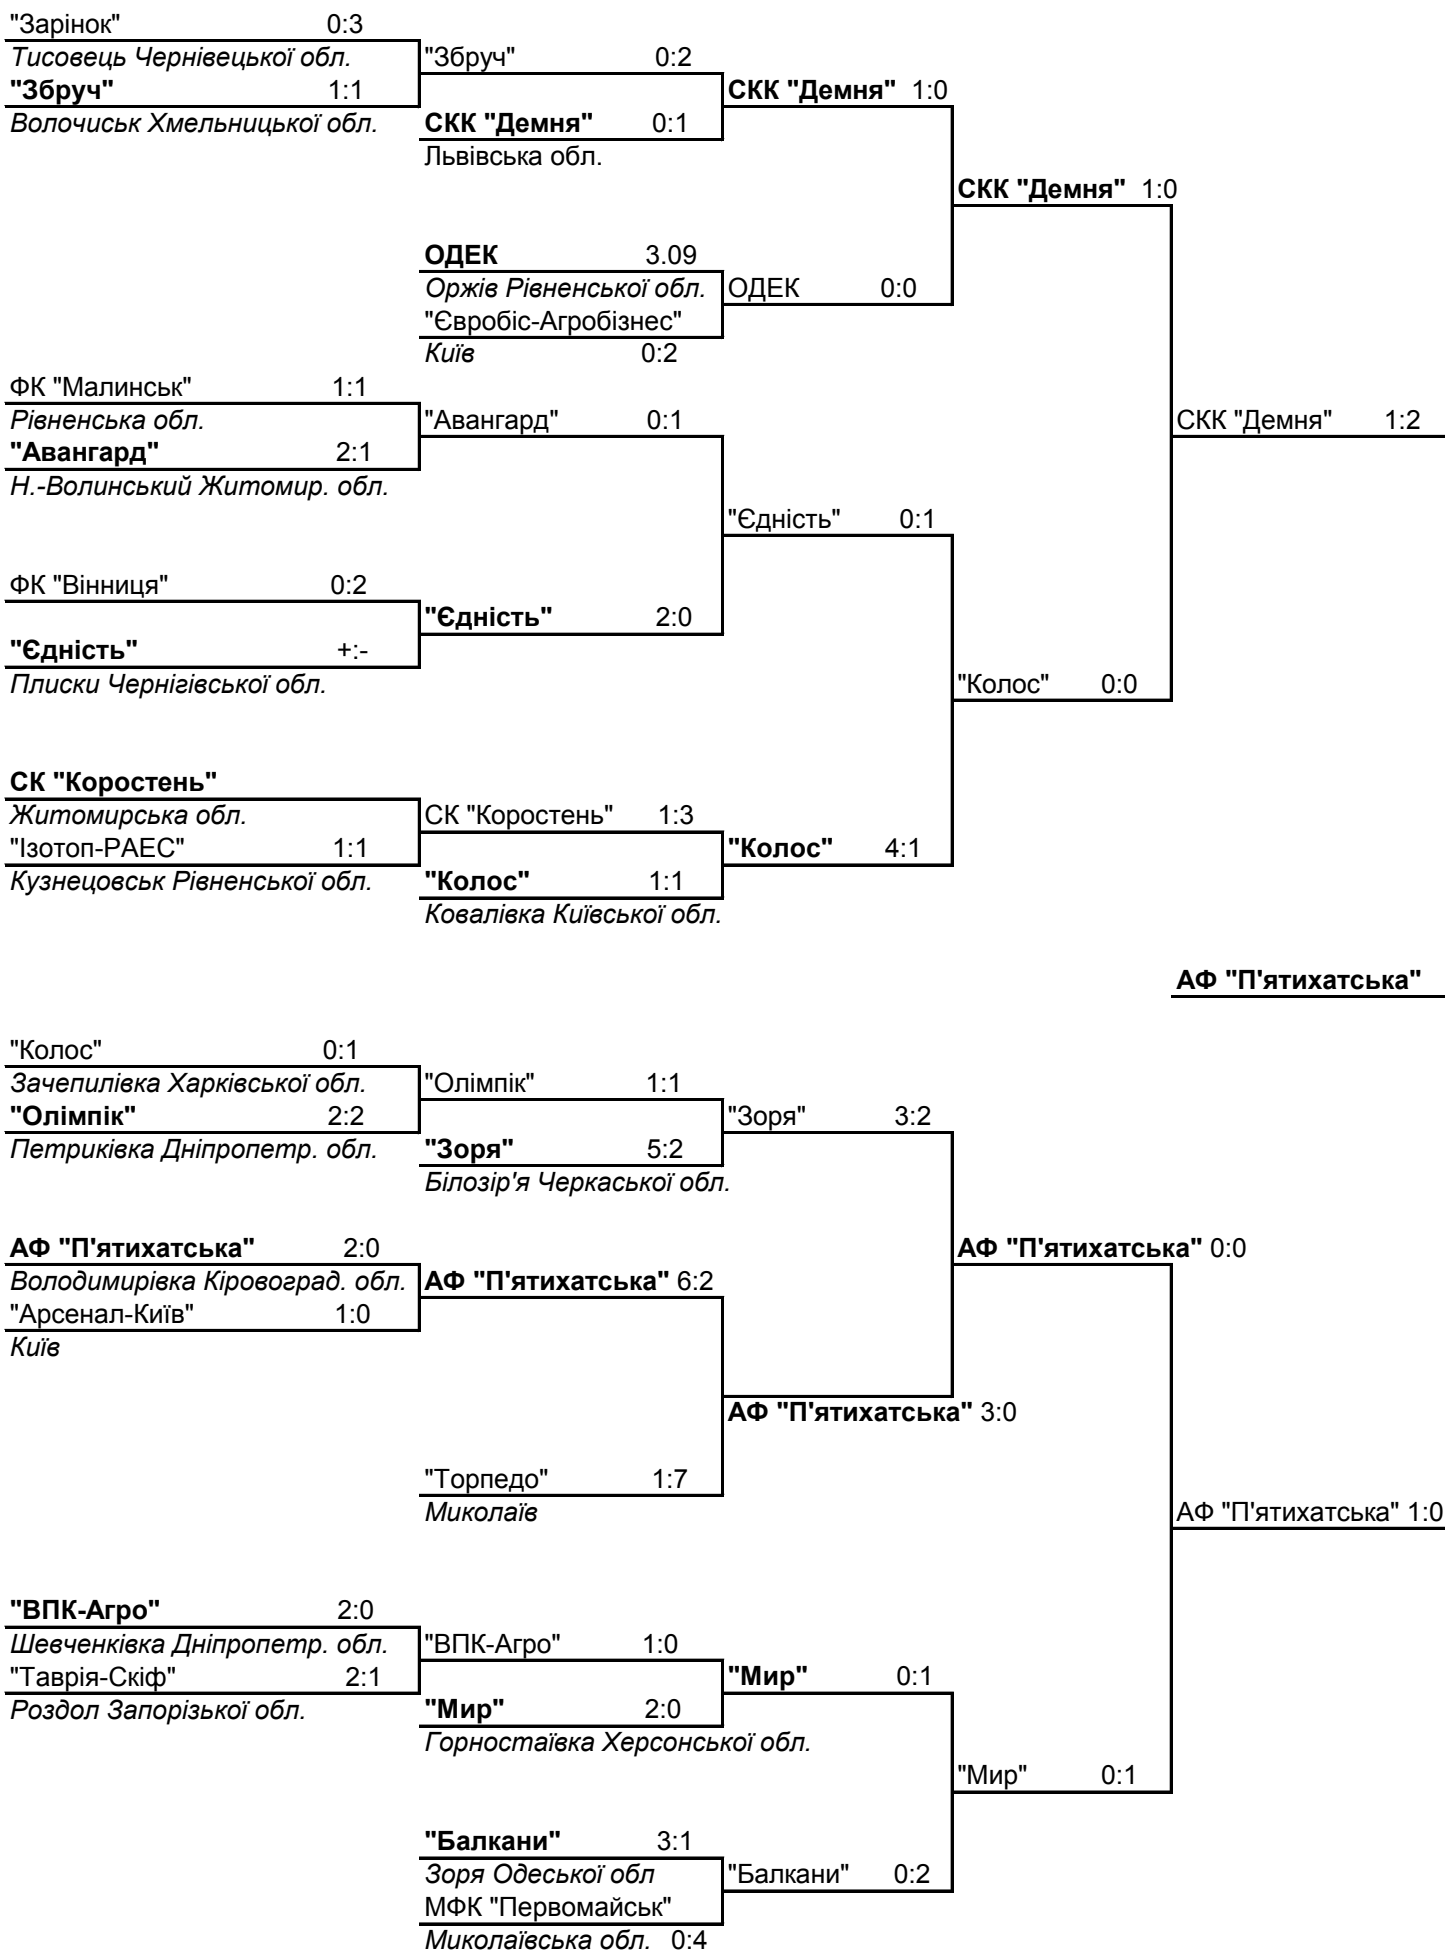 "Зарінок" 0:3
Тисовець Чернівецької обл. "Збруч" 0:2
"Збруч" 1:1 СКК "Демня" 1:0
Волочиськ Хмельницької обл. СКК "Демня" 0:1
Львівська обл.
СКК "Демня" 1:0
ОДЕК 3.09
Оржів Рівненської обл. ОДЕК 0:0
"Євробіс-Агробізнес"
Київ 0:2
ФК "Малинськ" 1:1
Рівненська обл. "Авангард" 0:1 СКК "Демня" 1:2
"Авангард" 2:1
Н.-Волинський Житомир. обл.
"Єдність" 0:1
ФК "Вінниця" 0:2
"Єдність" 2:0
"Єдність" +:-
Плиски Чернігівської обл. "Колос" 0:0
СК "Коростень"
Житомирська обл. СК "Коростень" 1:3
"Ізотоп-РАЕС" 1:1 "Колос" 4:1
Кузнецовськ Рівненської обл. "Колос" 1:1
Ковалівка Київської обл.
АФ "П'ятихатська"
"Колос" 0:1
Зачепилівка Харківської обл. "Олімпік" 1:1
"Олімпік" 2:2 "Зоря" 3:2
Петриківка Дніпропетр. обл. "Зоря" 5:2
Білозір'я Черкаської обл.
АФ "П'ятихатська" 2:0 АФ "П'ятихатська" 0:0
Володимирівка Кіровоград. обл. АФ "П'ятихатська" 6:2
"Арсенал-Київ" 1:0
Київ
АФ "П'ятихатська" 3:0
"Торпедо" 1:7
Миколаїв АФ "П'ятихатська" 1:0
"ВПК-Агро" 2:0
Шевченківка Дніпропетр. обл. "ВПК-Агро" 1:0
"Таврія-Скіф" 2:1 "Мир" 0:1
Роздол Запорізької обл. "Мир" 2:0
Горностаївка Херсонської обл.
"Мир" 0:1
"Балкани" 3:1
Зоря Одеської обл "Балкани" 0:2
МФК "Первомайськ"
Миколаївська обл. 0:4